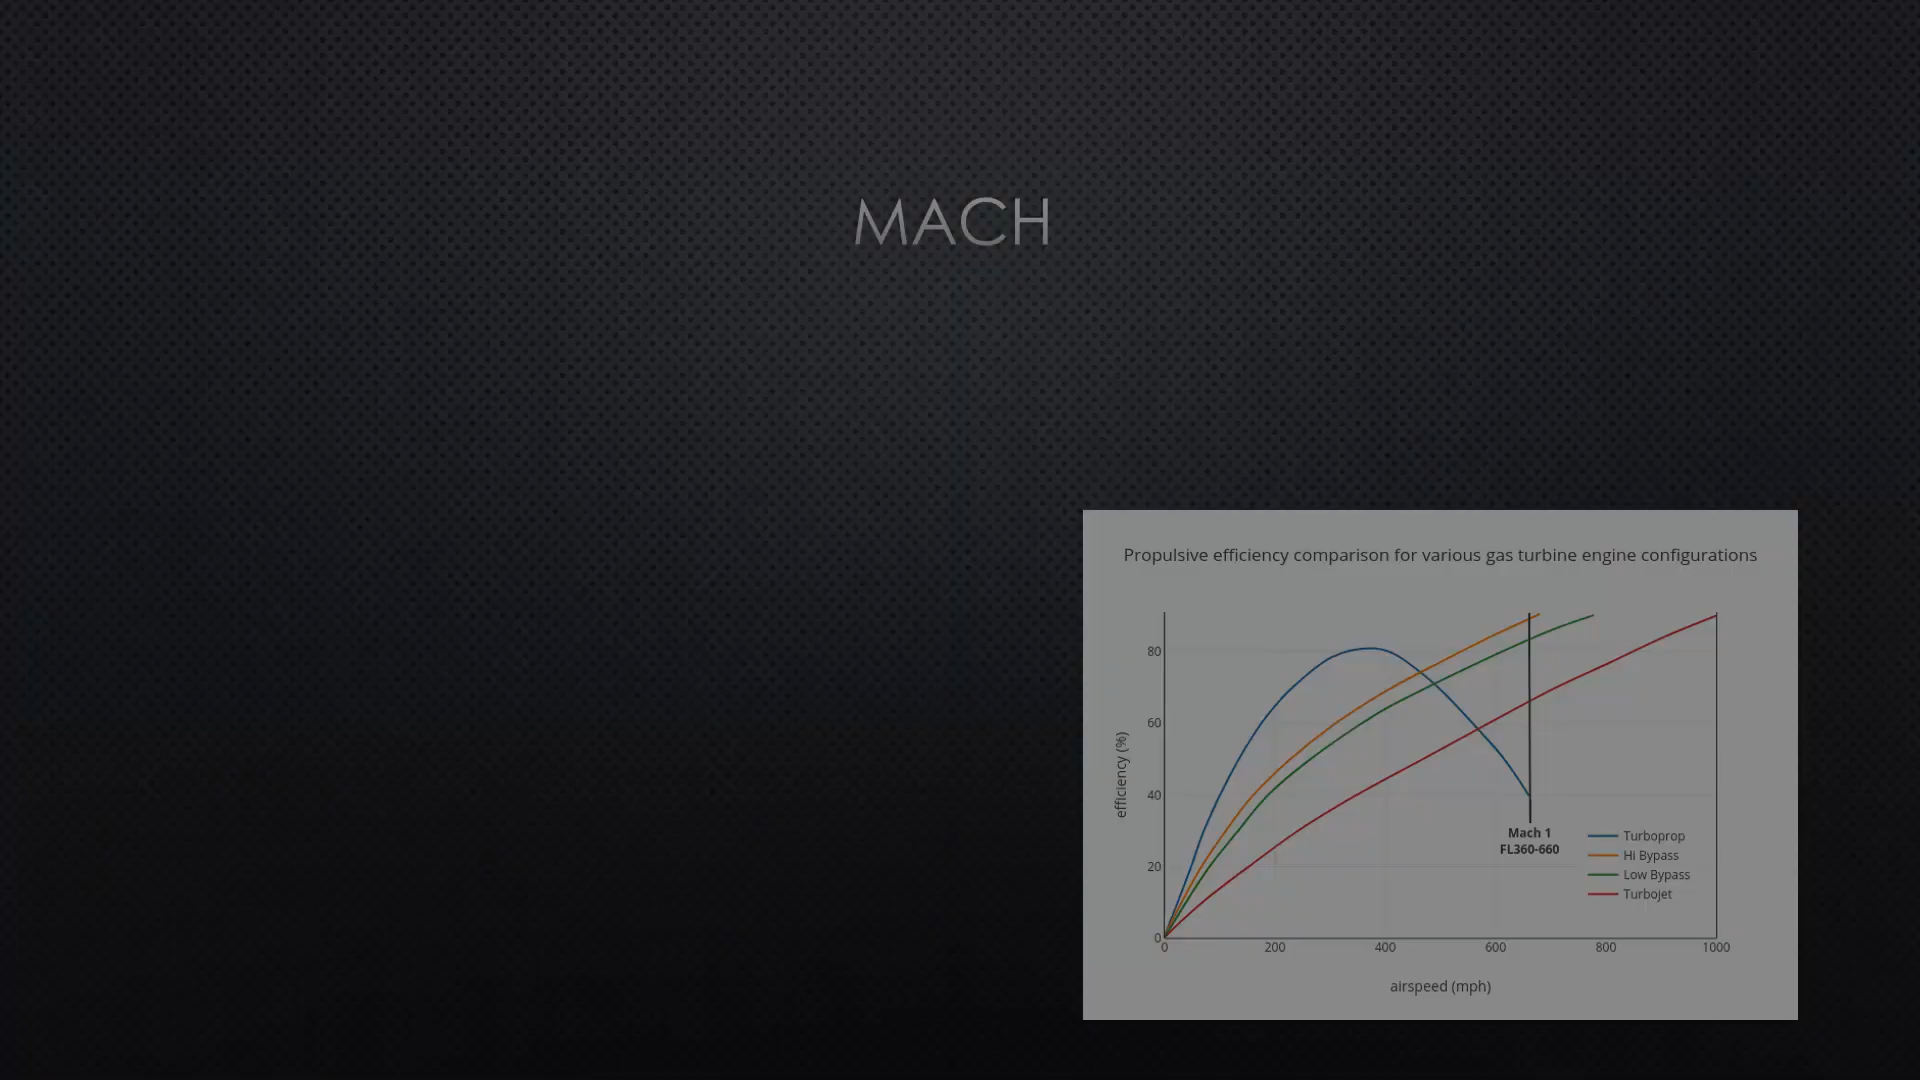 MACH
Propulsive efficiency comparison for various gas turbine engine configurations
80
60
40
20
0
efficiency (%)
Mach 1
FL360-660
Turboprop
Hi Bypass
Low Bypass
Turbojet
0 200 400 600 800 1000
airspeed (mph)